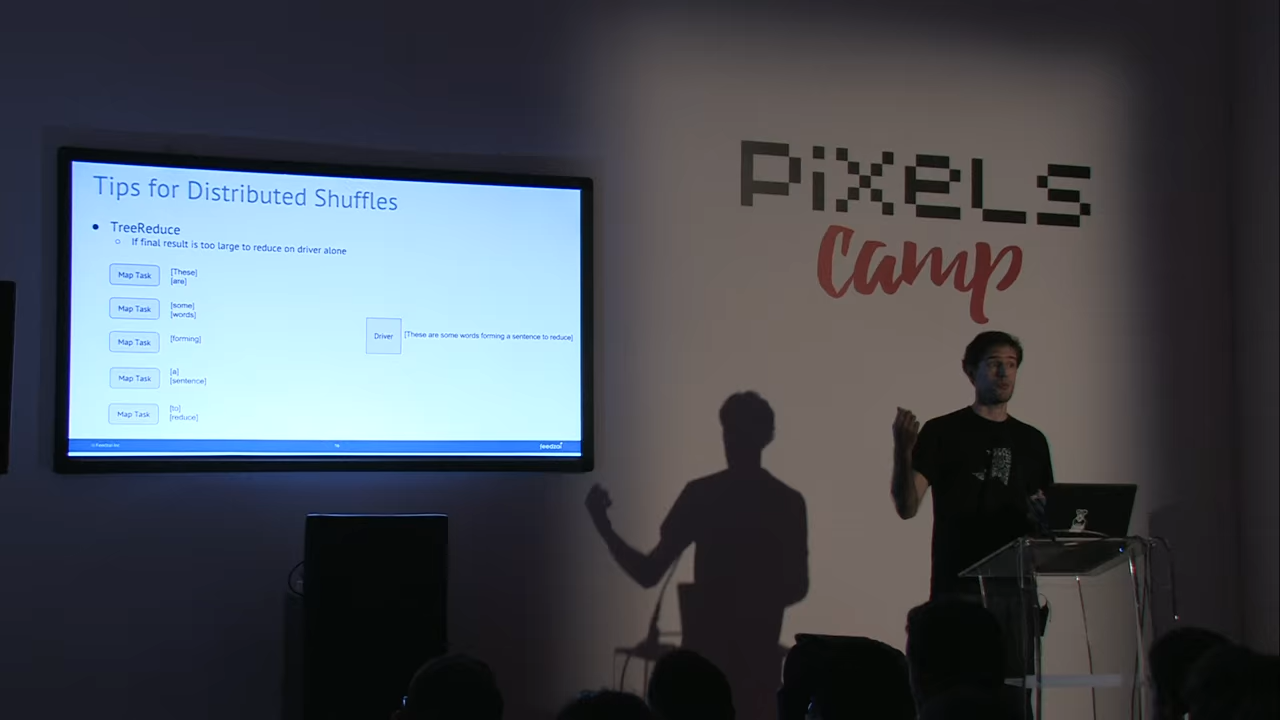 Tips for Distributed Shuffles
TreeReduce
If final result is too large to reduce on driver alone
Map Task
[These]
[are]
Map Task
[some]
[words]
Map Task
[forming]
Driver
[These are some words forming a sentence to reduce]
Map Task
[a]
[sentence]
Map Task
[to]
[reduce]
feedzai
pixels
camp